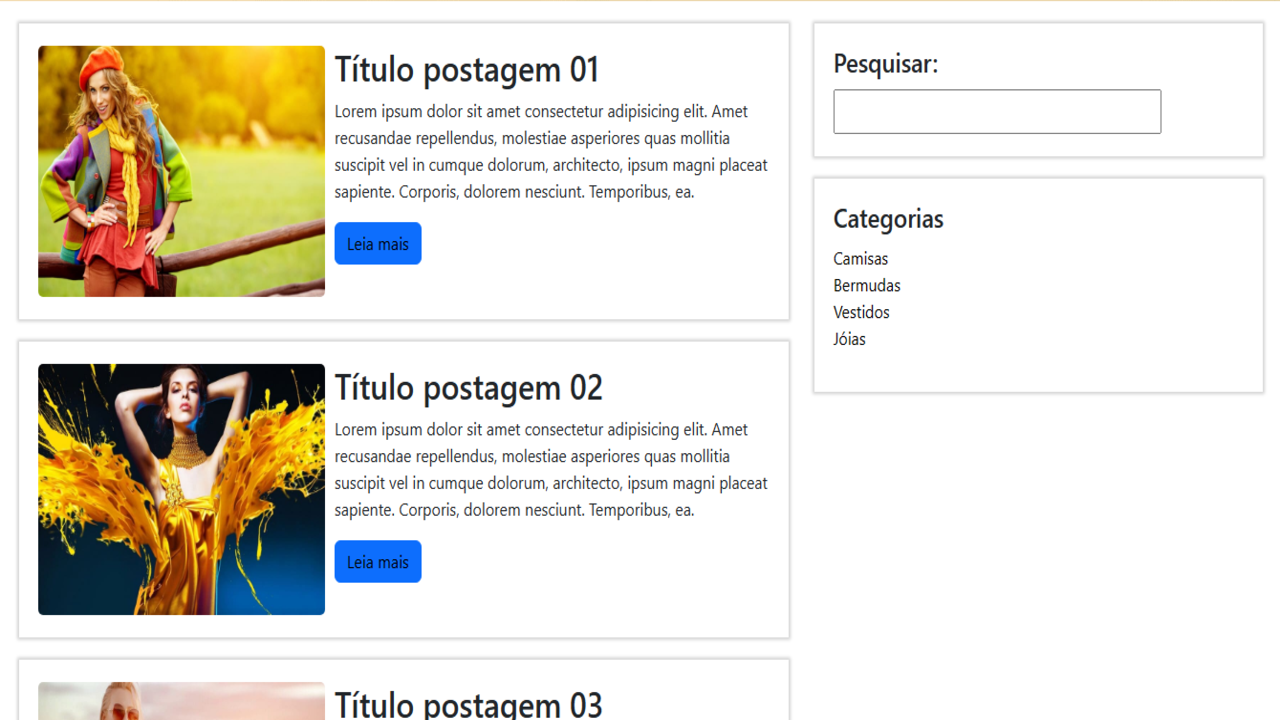 Título postagem 01
Lorem ipsum dolor sit amet consectetur adipisicing elit. Amet
recusandae repellendus, molestiae asperiores quas mollitia
suscipit vel in cumque dolorum, architecto, ipsum magni placeat
sapiente. Corporis, dolorem nesciunt. Temporibus, ea.
Leia mais
Título postagem 02
Lorem ipsum dolor sit amet consectetur adipisicing elit. Amet
recusandae repellendus, molestiae asperiores quas mollitia
suscipit vel in cumque dolorum, architecto, ipsum magni placeat
sapiente. Corporis, dolorem nesciunt. Temporibus, ea.
Leia mais
Título postagem 03
Pesquisar:
Categorias
Camisas
Bermudas
Vestidos
Jóias